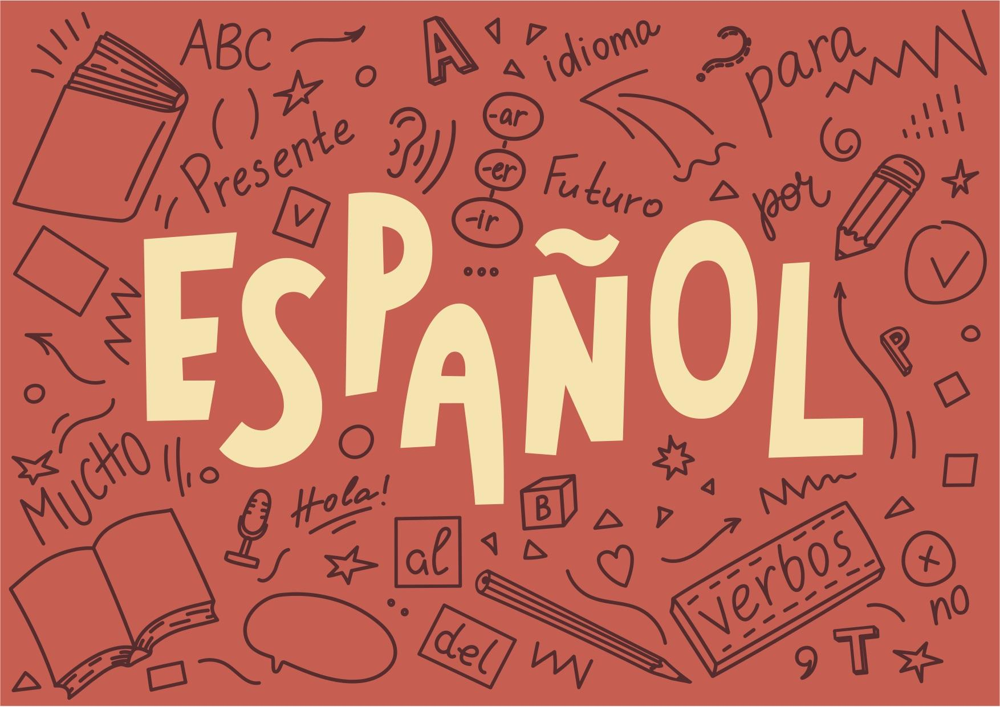 ABC
A
idioma
?
para
-ar
Presente
-er
Futuro
por
-ir
V
ESPAÑOL
P
MUCHO
Hola!
B
al
verbos
no
del
T